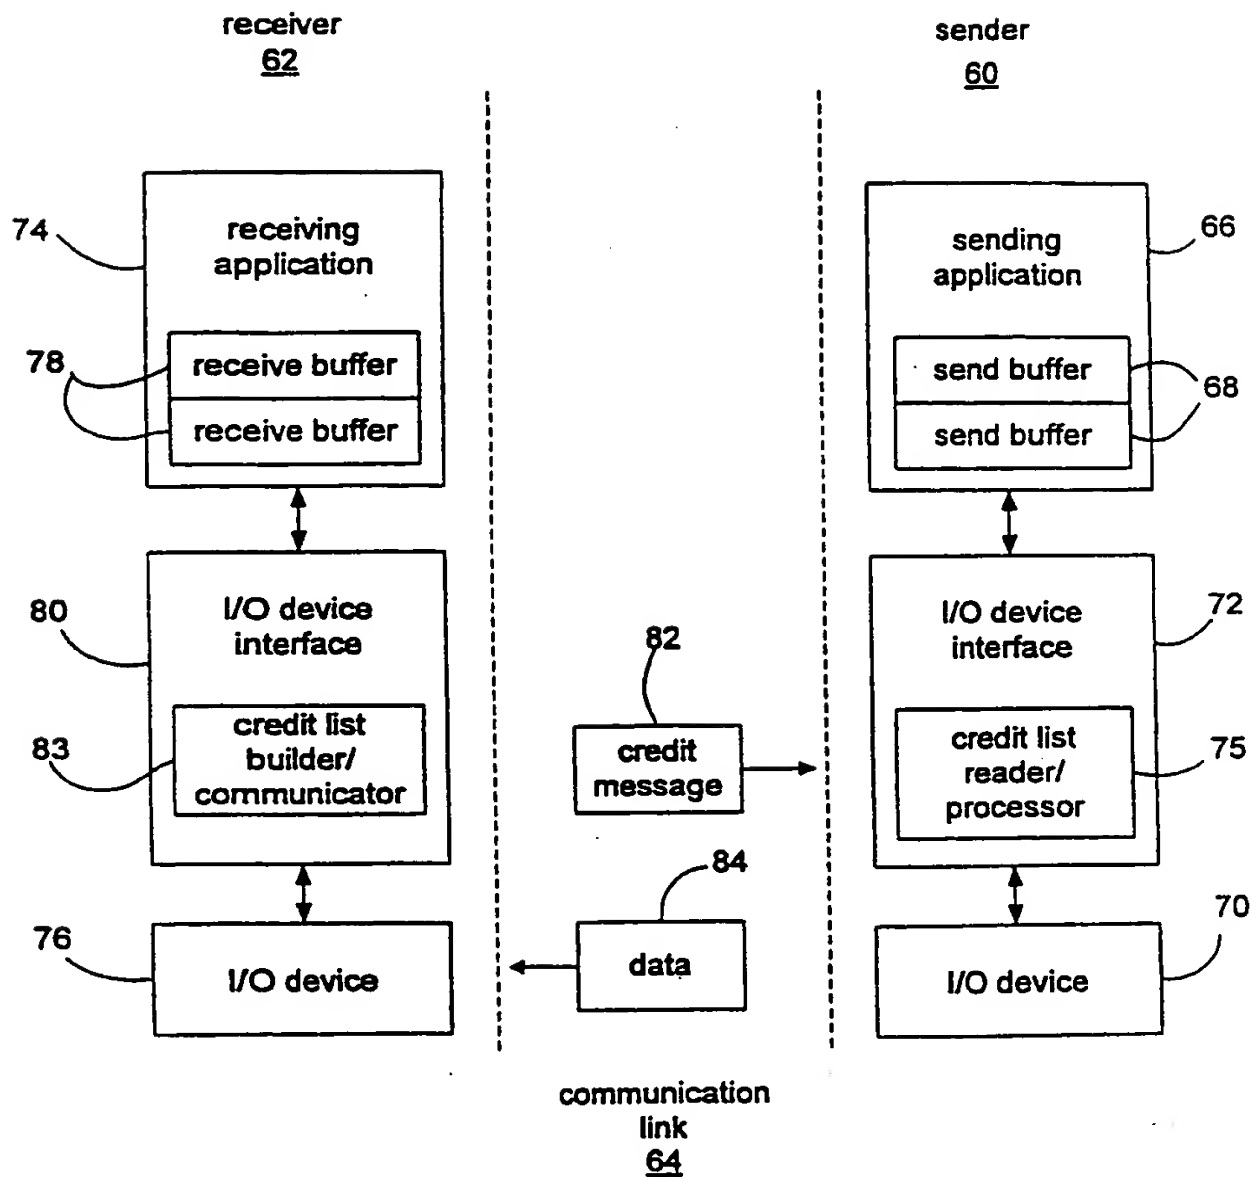 receiver
62
sender
60
74
receiving
application
78
receive buffer
receive buffer
66
sending
application
68
send buffer
send buffer
80
I/O device
interface
83
credit list
builder/
communicator
82
credit
message
72
I/O device
interface
75
credit list
reader/
processor
84
data
76
I/O device
70
I/O device
communication
link
64